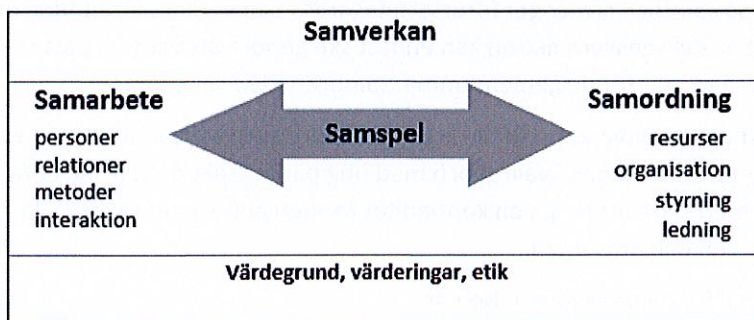 Samverkan
Samarbete
personer
relationer
metoder
interaktion
Samspel
Samordning
resurser
organisation
styrning
ledning
Värdegrund, värderingar, etik